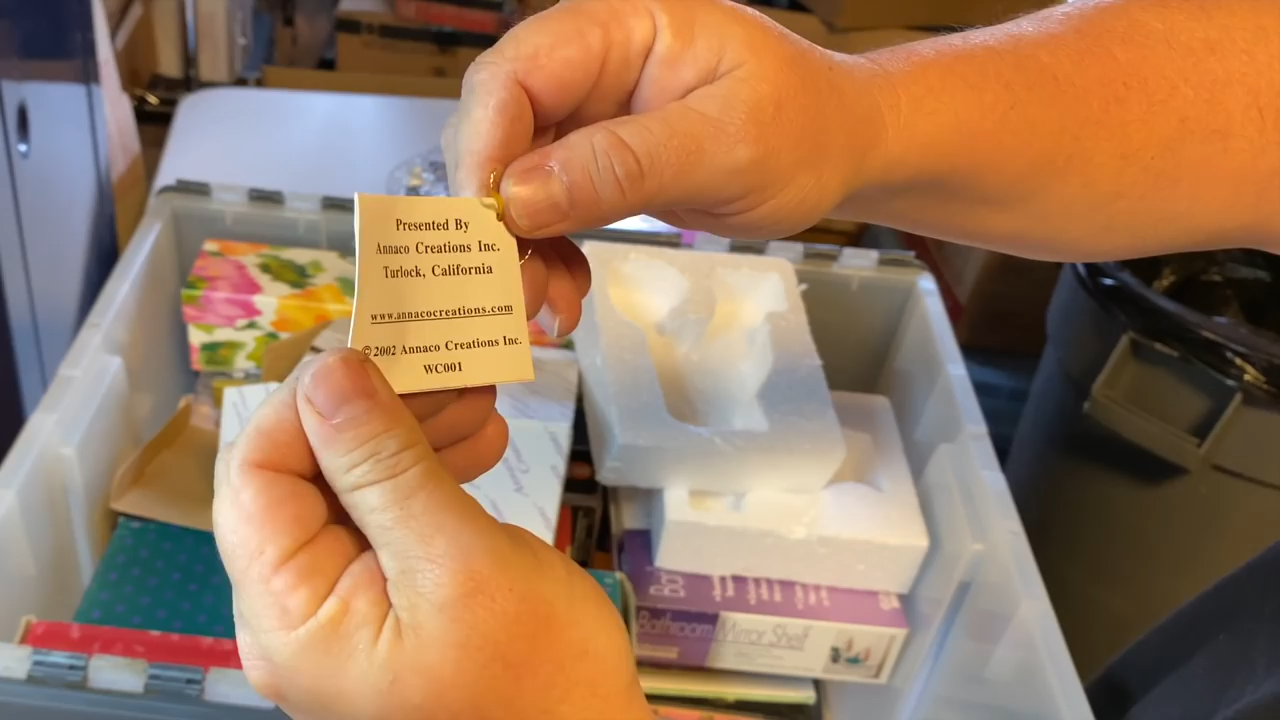 Presented By
Annaco Creations Inc.
Turlock, California
www.annacocreations.com
©2002 Annaco Creations Inc.
WC001
Bathroom Mirror Shelf